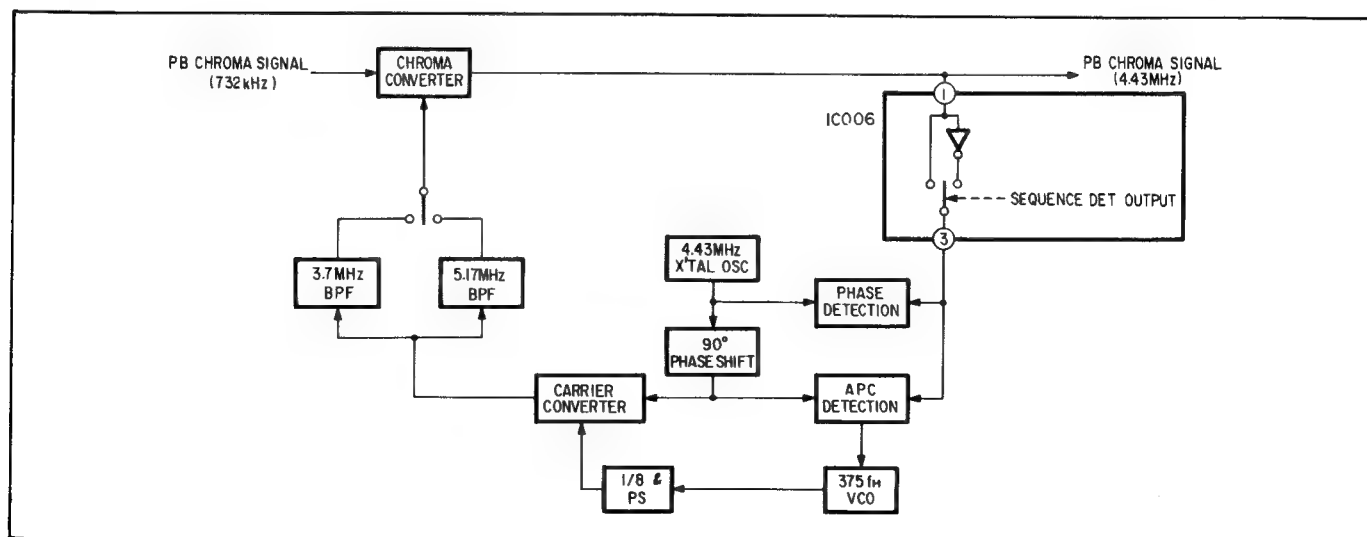 PB CHROMA SIGNAL
(732kHz)
CHROMA
CONVERTER
PB CHROMA SIGNAL
(4.43MHz)
1
IC006
SEQUENCE DET OUTPUT
3
3.7MHz
BPF
5.17MHz
BPF
4.43MHz
X'TAL OSC
PHASE
DETECTION
90°
PHASE SHIFT
CARRIER
CONVERTER
APC
DETECTION
1/8 &
PS
375fH
VCO